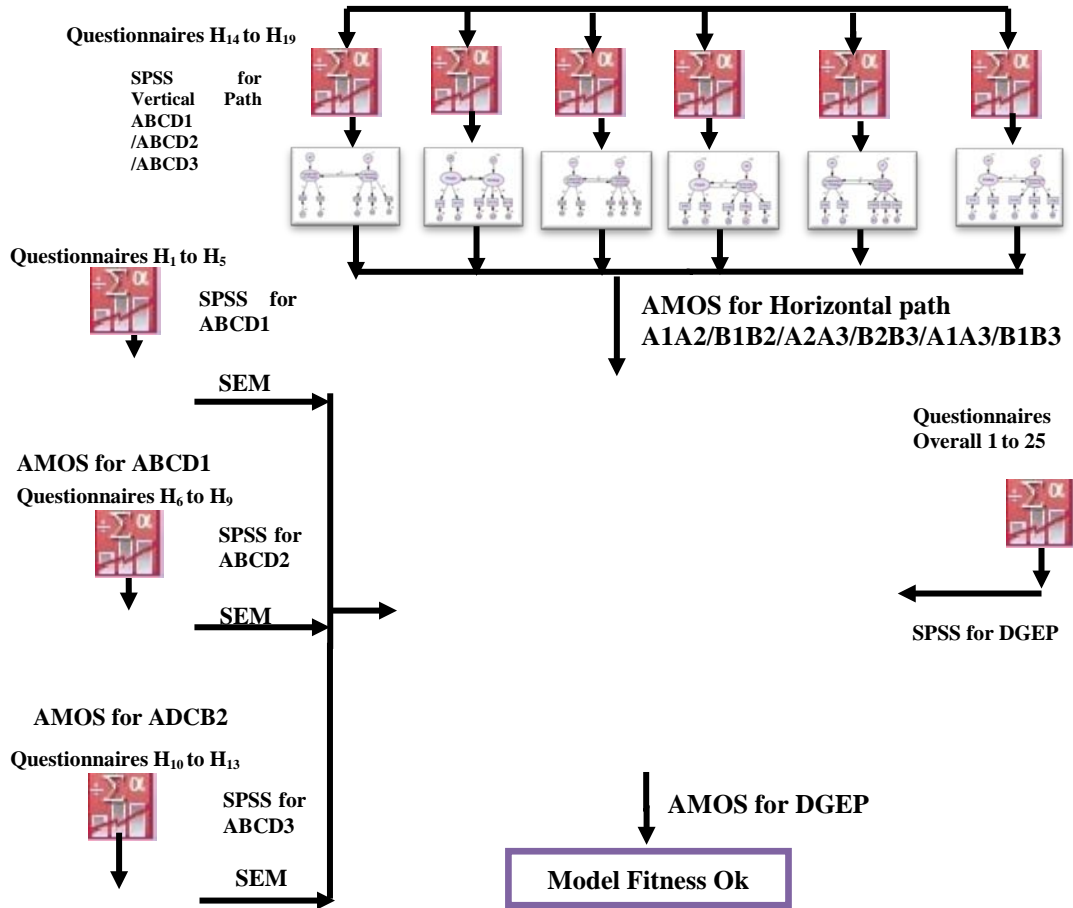 Questionnaires H14 to H19
SPSS for
Vertical Path
ABCD1
/ABCD2
/ABCD3
Questionnaires H1 to H5
SPSS for
ABCD1
AMOS for Horizontal path
A1A2/B1B2/A2A3/B2B3/A1A3/B1B3
SEM
Questionnaires
Overall 1 to 25
AMOS for ABCD1
Questionnaires H6 to H9
SPSS for
ABCD2
SEM
SPSS for DGEP
AMOS for ADCB2
Questionnaires H10 to H13
SPSS for
ABCD3
AMOS for DGEP
SEM
Model Fitness Ok